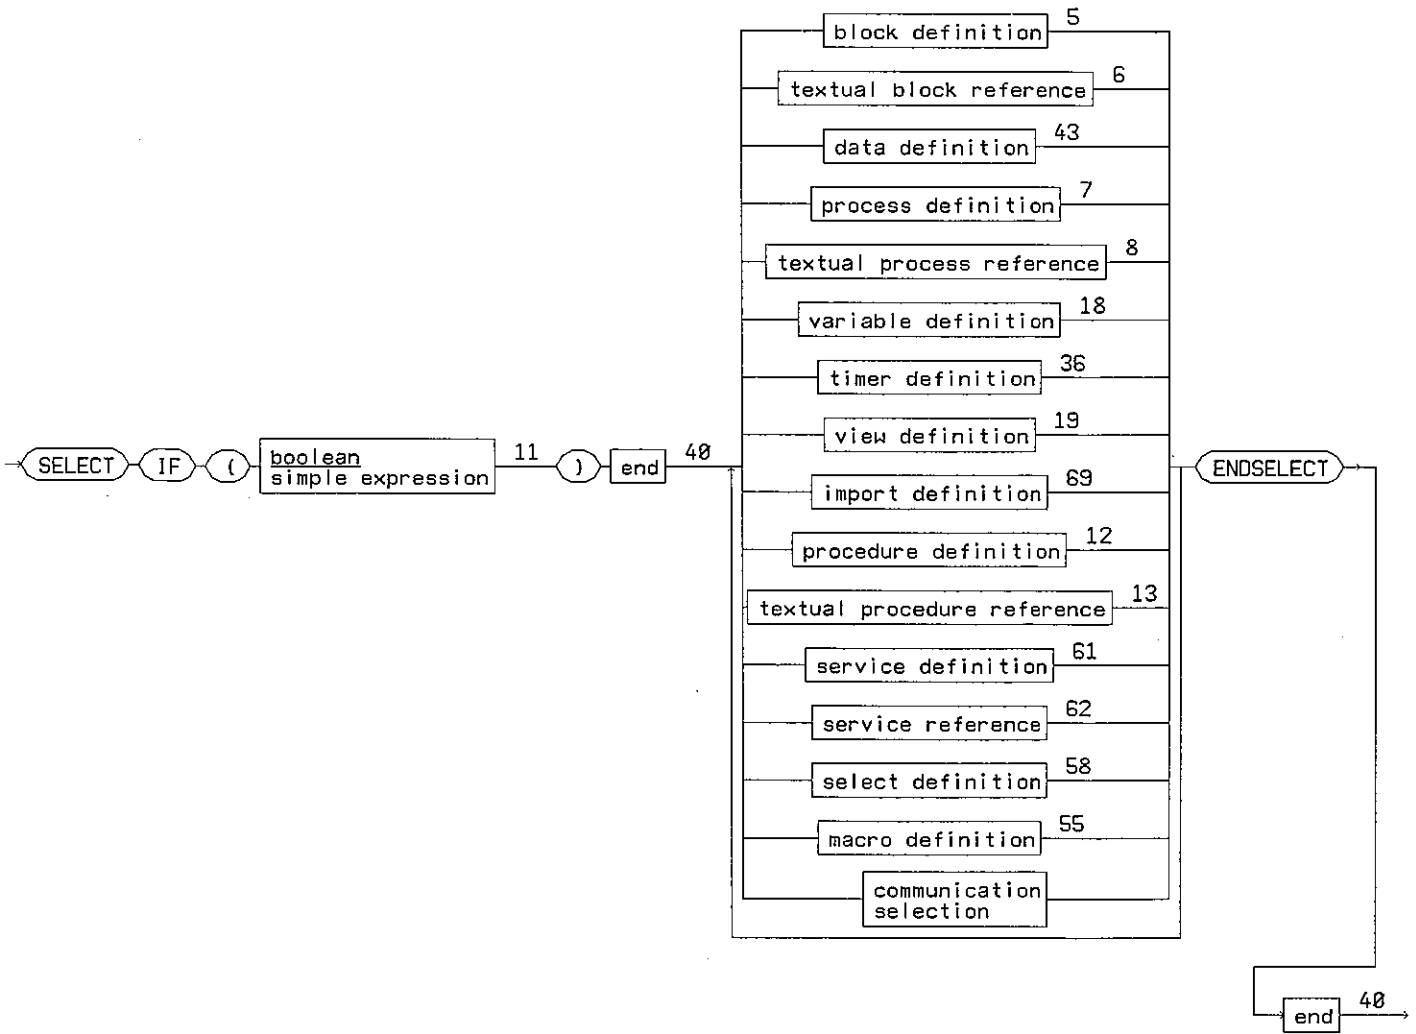 block definition 5
textual block reference 6
data definition 43
process definition 7
textual process reference 8
variable definition 18
timer definition 36
view definition 19
SELECT IF ( boolean simple expression 11 ) end 40
ENDSELECT
import definition 69
procedure definition 12
textual procedure reference 13
service definition 61
service reference 62
select definition 58
macro definition 55
communication
selection
end 40